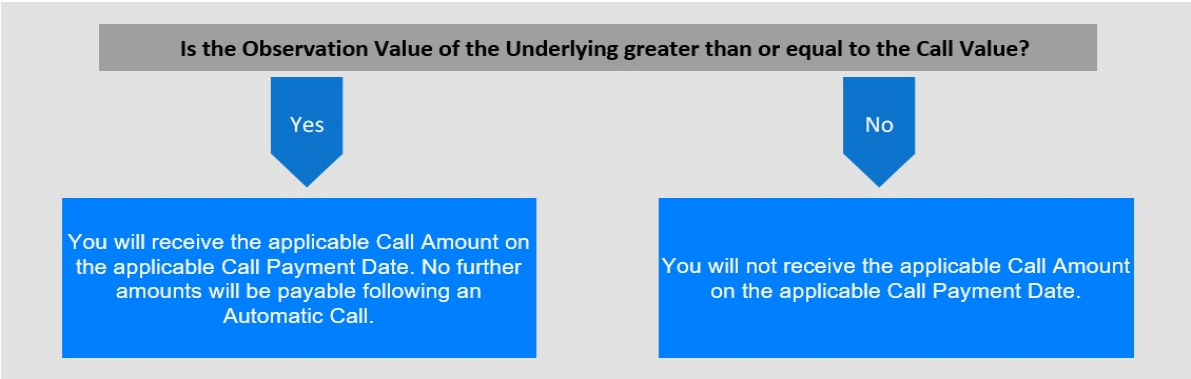 Is the Observation Value of the Underlying greater than or equal to the Call Value?
Yes
No
You will receive the applicable Call Amount on
the applicable Call Payment Date. No further
amounts will be payable following an
Automatic Call.
You will not receive the applicable Call Amount
on the applicable Call Payment Date.